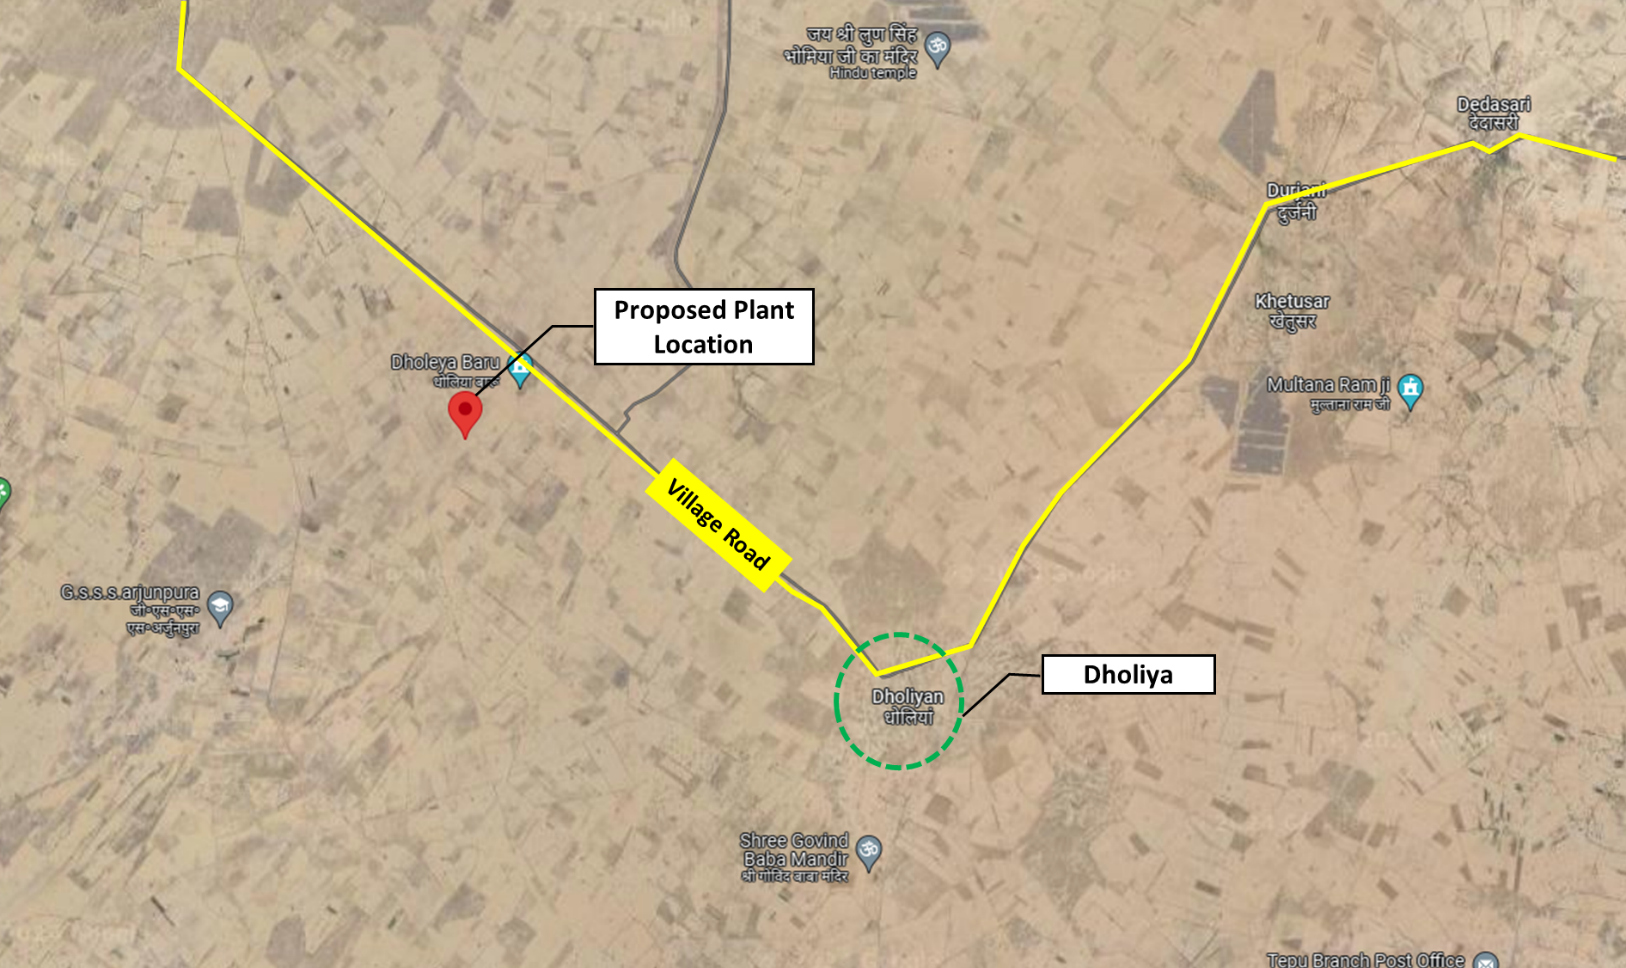 जय श्री लुण सिंह
भोमिया जी का मंदिर
Hindu temple
Dedasari
देदासरी
Durjani
दुर्जनी
Khetusar
खेतुसर
Proposed Plant
Location
Dholeya Baru
धोलिया बारू
Multana Ram ji
मुल्ताना राम जी
Village Road
G.s.s.s.arjunpura
जी॰एस॰एस॰
एस॰अर्जुनपुरा
Dholiya
Dholiyan
धोलियां
Shree Govind
Baba Mandir
श्री गोविंद बाबा मंदिर
Tepu Branch Post Office